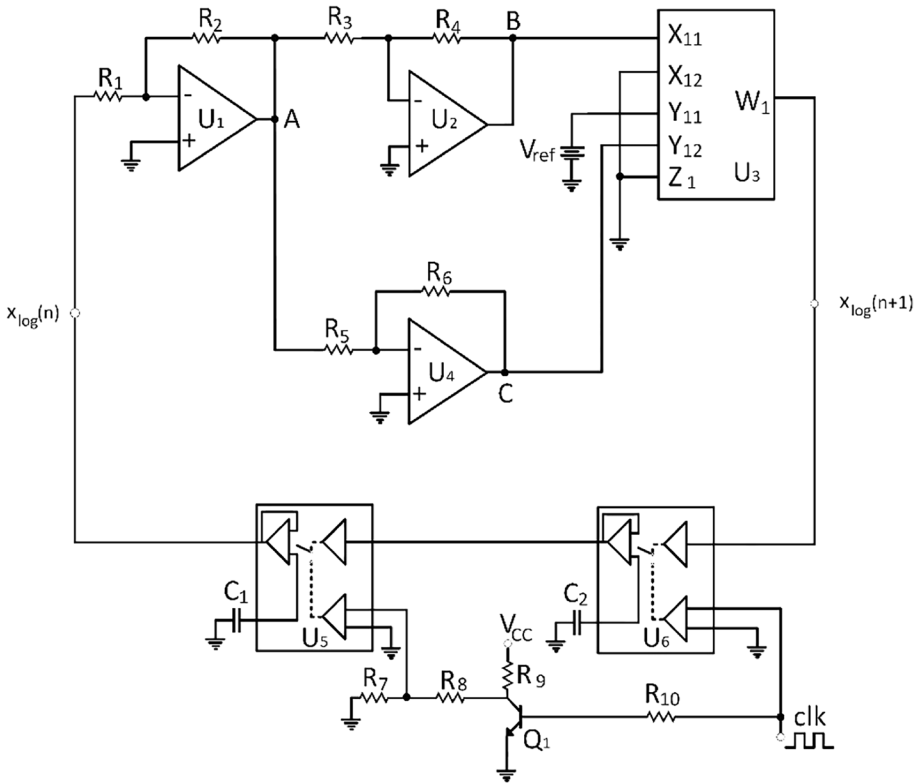 R2
R3
R4
B
R1
-
U1
+
A
-
U2
+
X11
X12
Y11
Y12
Z1
W1
U3
Vref
xlog(n)
xlog(n+1)
R6
R5
-
U4
+
C
C1
U5
C2
U6
VCC
R7
R8
R9
R10
Q1
clk